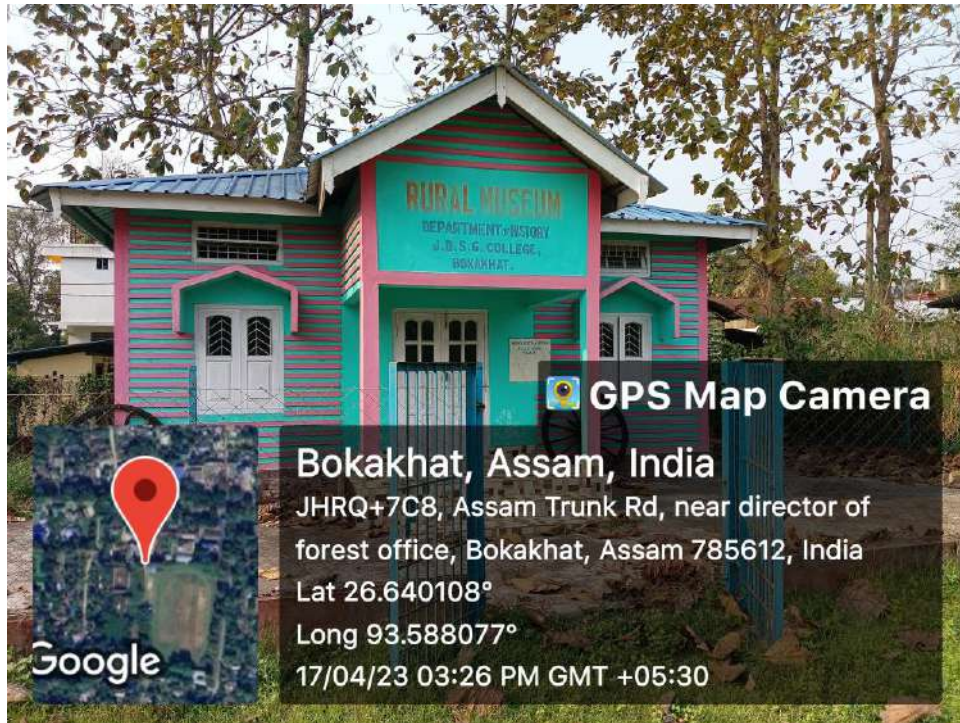 RURAL MUSEUM
DEPARTMENT of HISTORY
J.D.S.G. COLLEGE,
BOKAKHAT.
GPS Map Camera
Bokakhat, Assam, India
JHRQ+7C8, Assam Trunk Rd, near director of
forest office, Bokakhat, Assam 785612, India
Lat 26.640108°
Long 93.588077°
17/04/23 03:26 PM GMT +05:30
Google